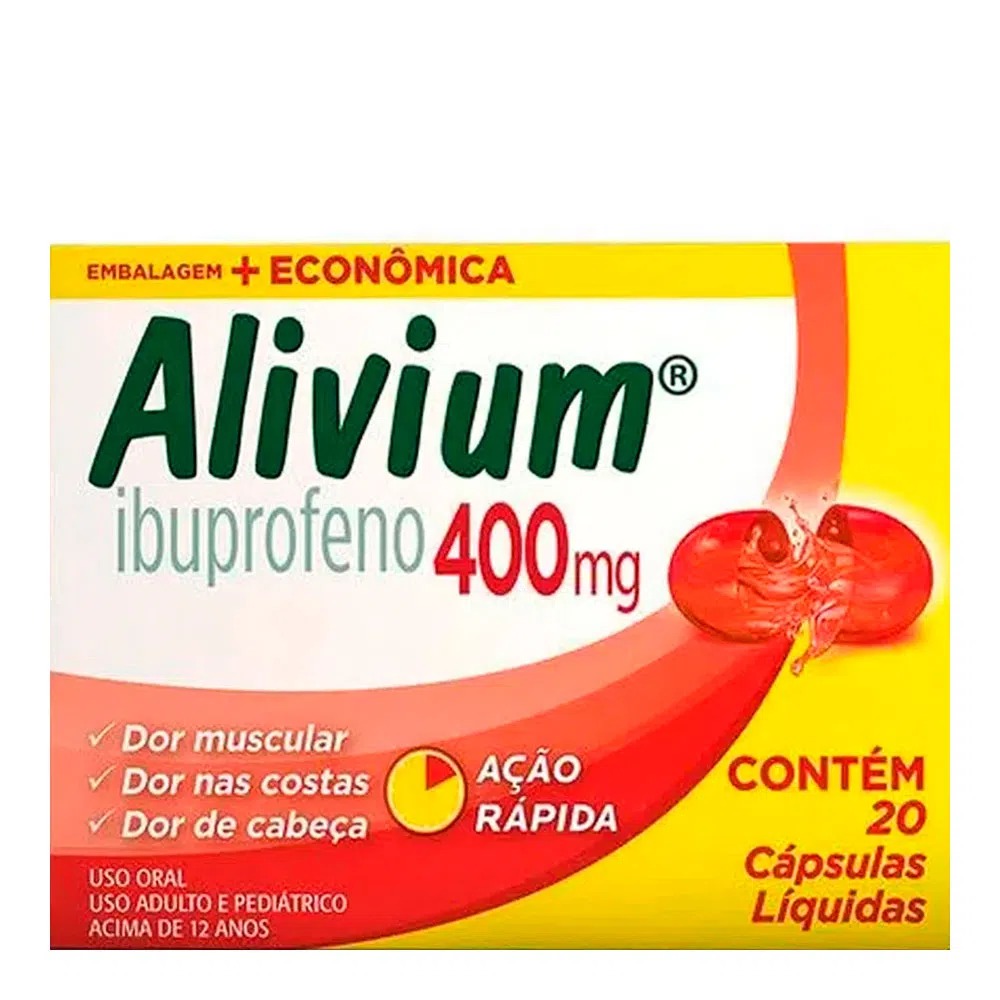 EMBALAGEM + ECONÔMICA
Alivium®
ibuprofeno 400mg
✓ Dor muscular
✓ Dor nas costas
✓ Dor de cabeça
AÇÃO
RÁPIDA
USO ORAL
USO ADULTO E PEDIÁTRICO
ACIMA DE 12 ANOS
CONTÉM
20
Cápsulas
Líquidas